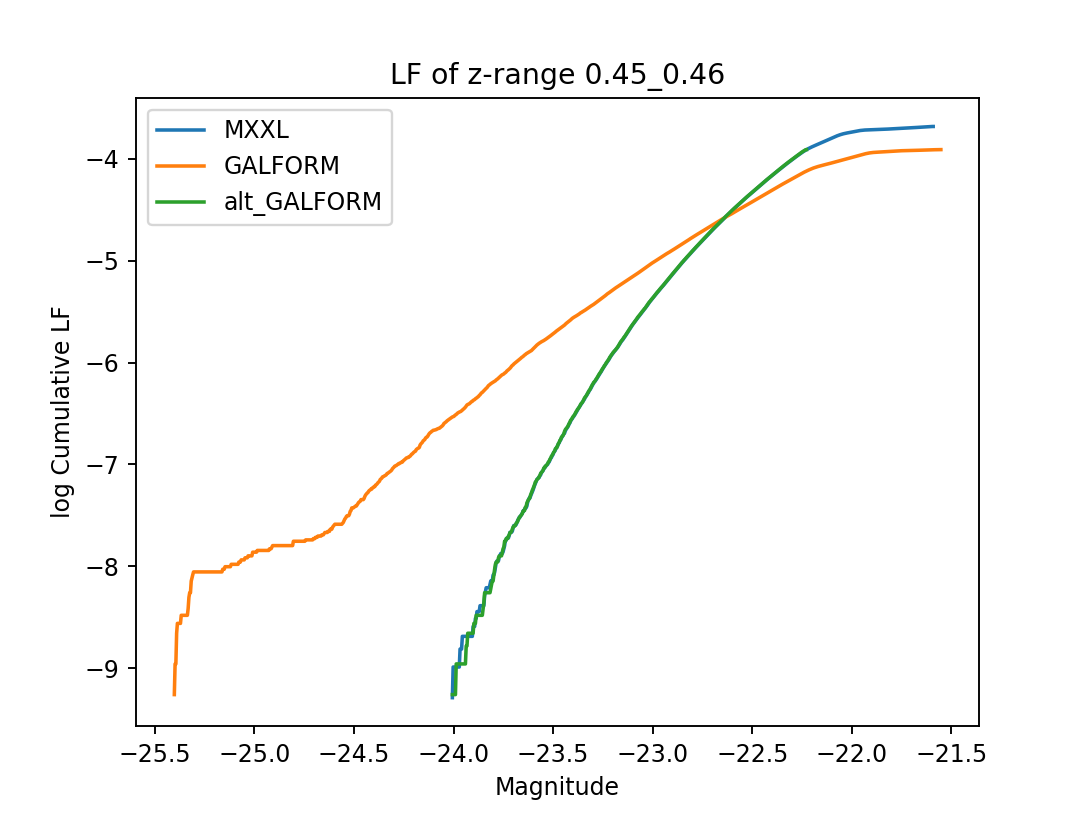 LF of z-range 0.45_0.46
MXXL
GALFORM
alt_GALFORM
log Cumulative LF
−4
−5
−6
−7
−8
−9
−25.5 −25.0 −24.5 −24.0 −23.5 −23.0 −22.5 −22.0 −21.5
Magnitude